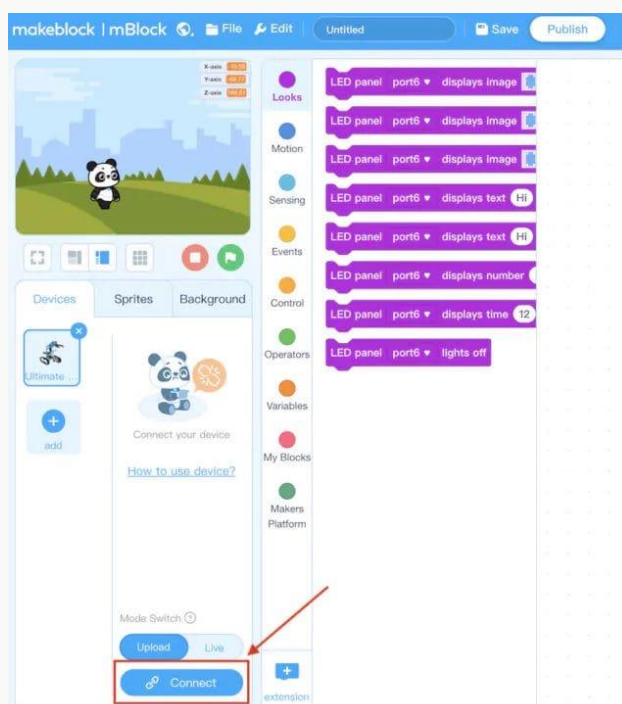 makeblock | mBlock File Edit Untitled Save Publish
X-axis
Y-axis
Z-axis
Devices Sprites Background
Ultimate ...
add
Connect your device
How to use device?
Mode Switch ?
Upload Live
Connect
Looks
Motion
Sensing
Events
Control
Operators
Variables
My Blocks
Makers
Platform
+
extension
LED panel port6 displays image
LED panel port6 displays image
LED panel port6 displays image
LED panel port6 displays text Hi
LED panel port6 displays text Hi
LED panel port6 displays number
LED panel port6 displays time 12
LED panel port6 lights off